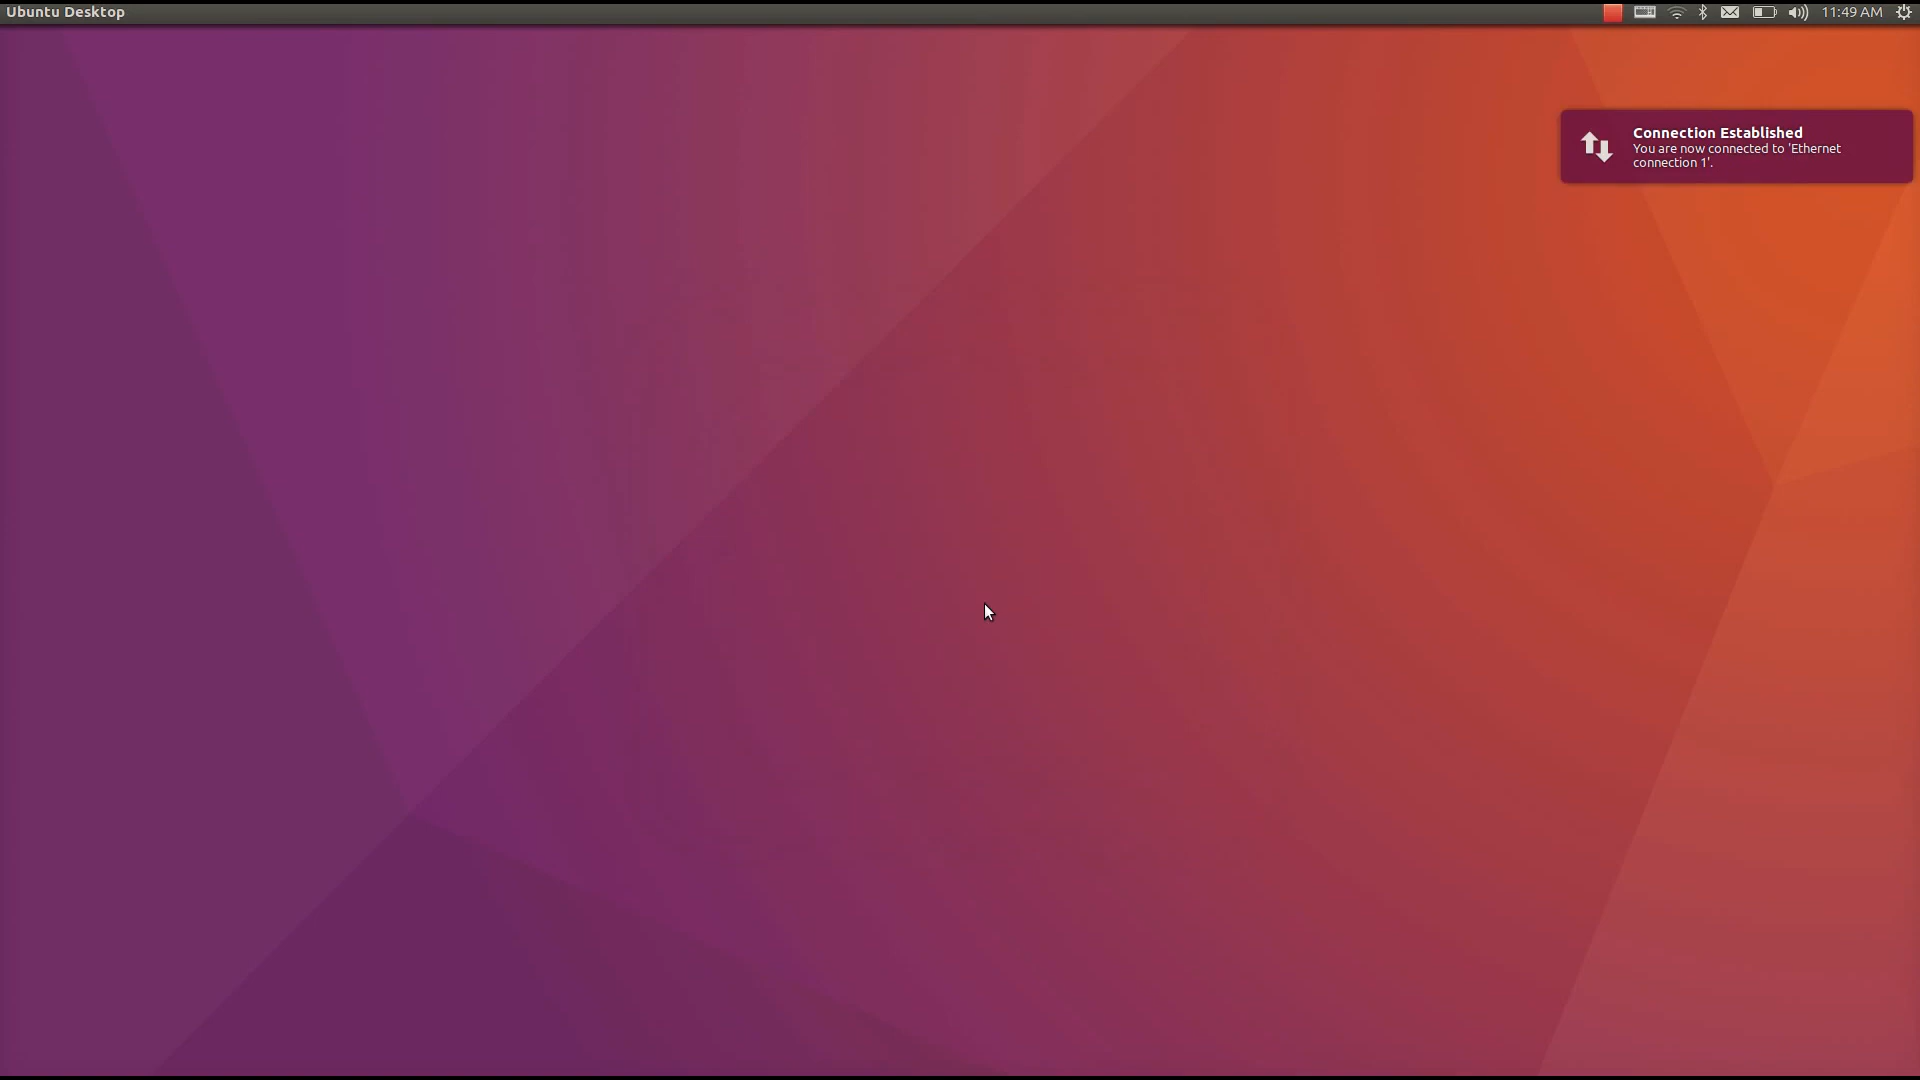 Ubuntu Desktop
11:49 AM
Connection Established
You are now connected to 'Ethernet
connection 1'.